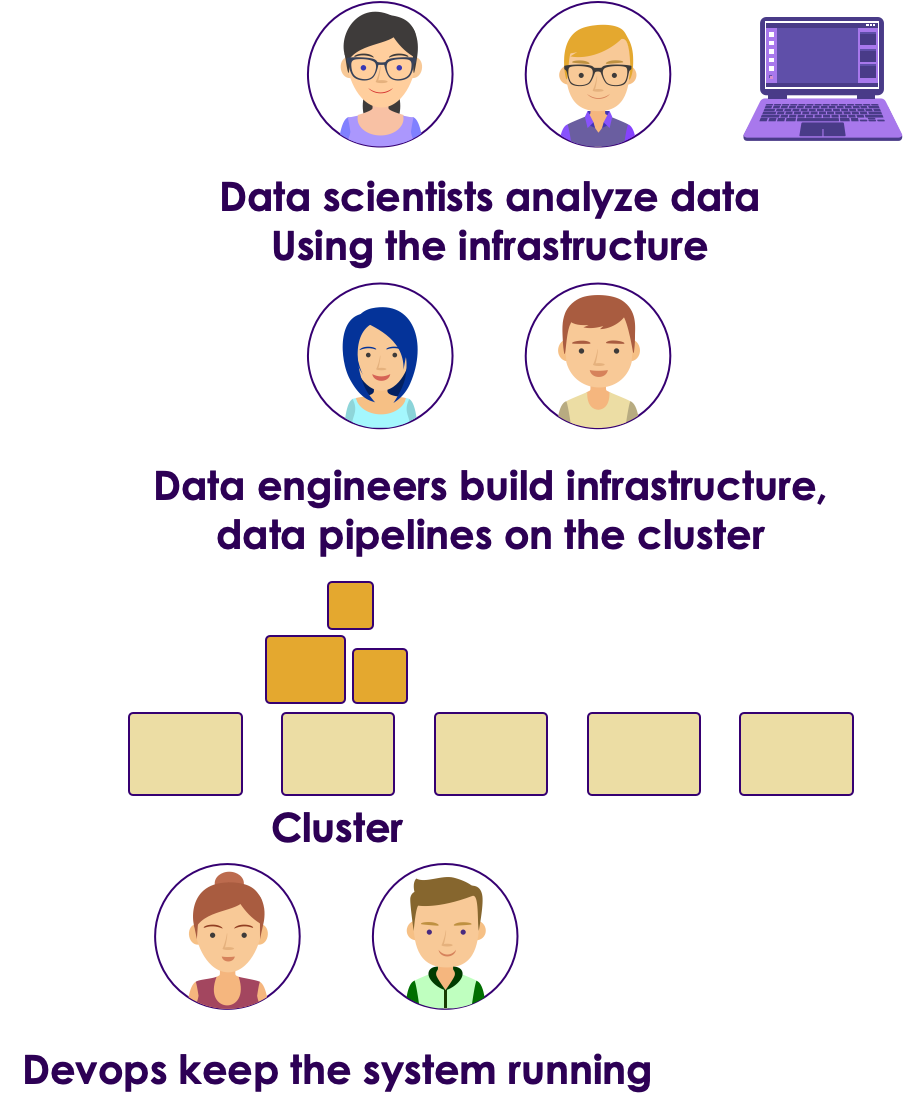 Data scientists analyze data
Using the infrastructure
Data engineers build infrastructure,
data pipelines on the cluster
Cluster
Devops keep the system running